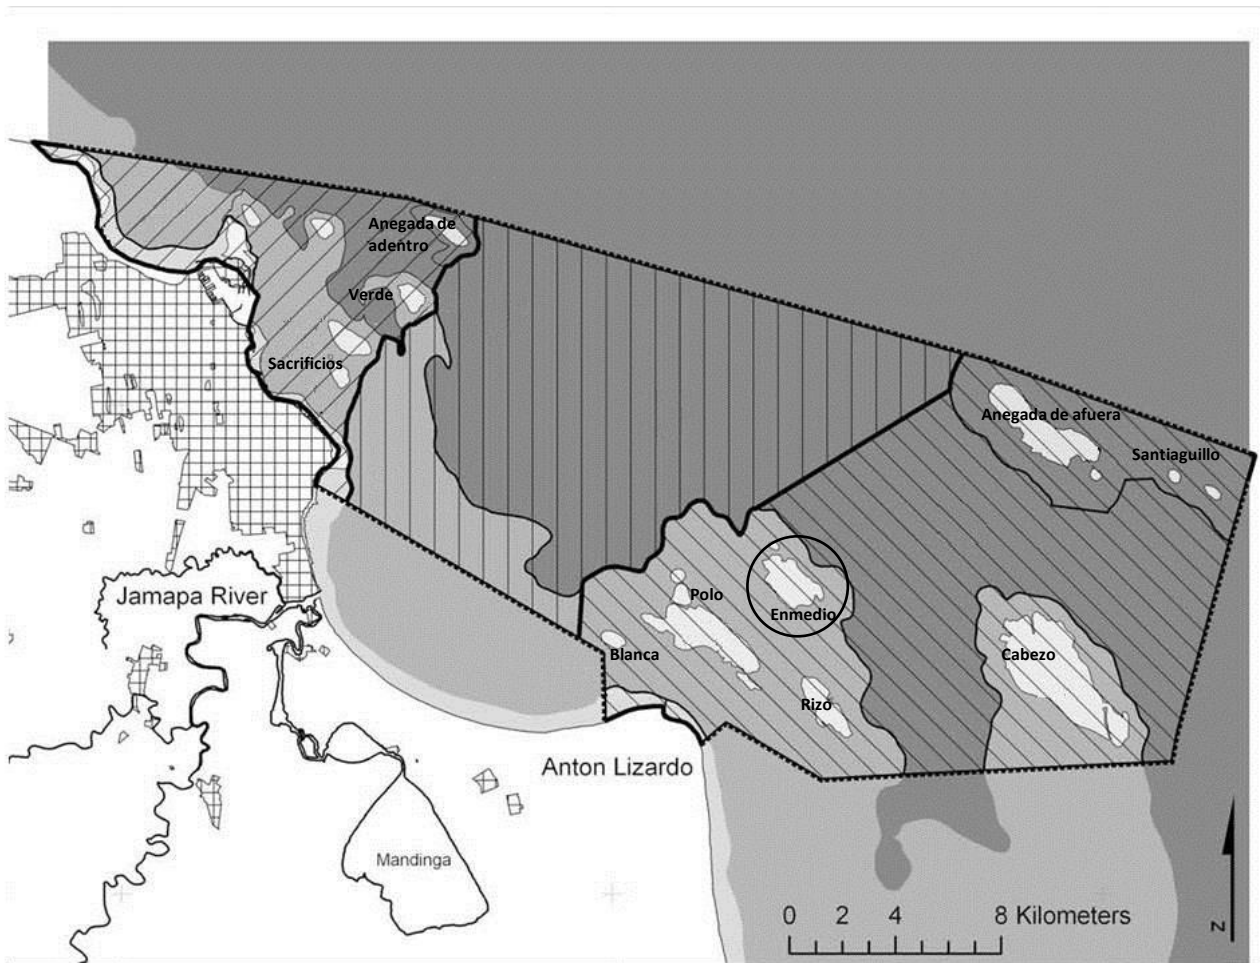 Anegada de
adentro
Verde
Sacrificios
Anegada de afuera
Santiaguillo
Jamapa River
Polo
Enmedio
Blanca
Cabezo
Rizo
Anton Lizardo
Mandinga
0 2 4 8 Kilometers
N